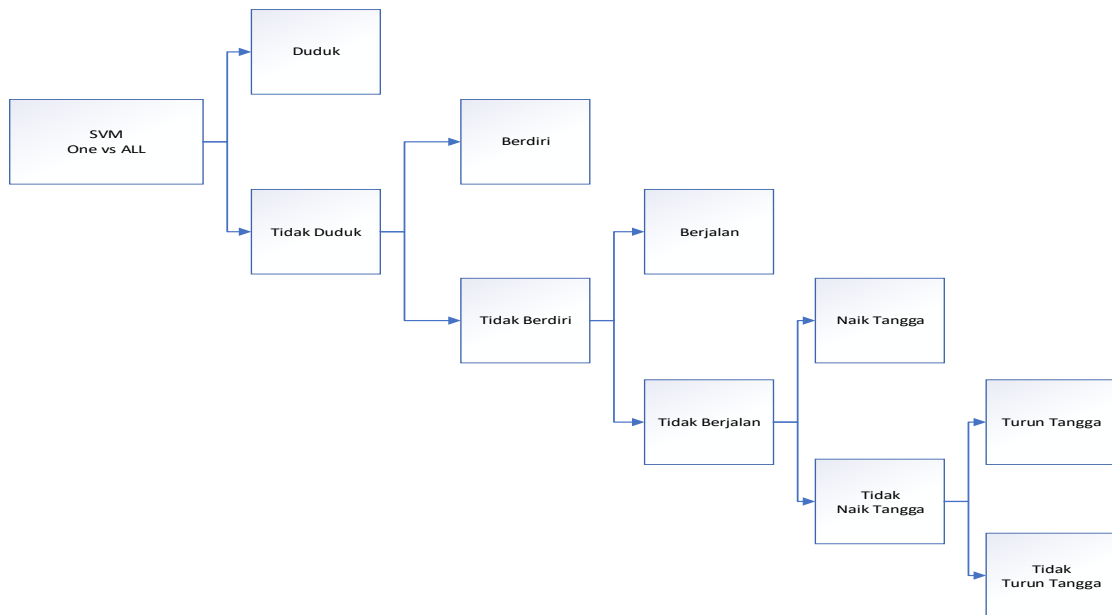 Duduk
SVM
One vs ALL
Berdiri
Tidak Duduk
Berjalan
Tidak Berdiri
Naik Tangga
Tidak Berjalan
Turun Tangga
Tidak
Naik Tangga
Tidak
Turun Tangga